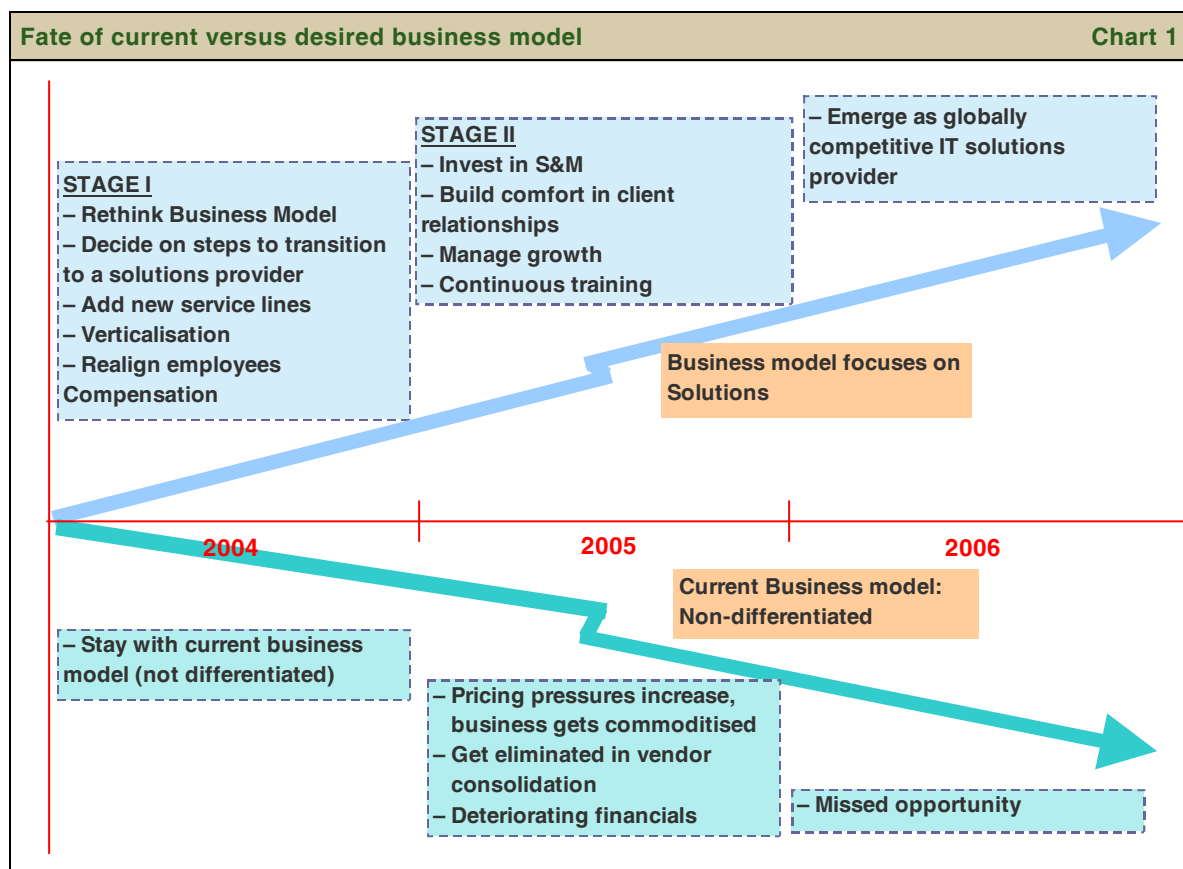 Fate of current versus desired business model Chart 1
– Emerge as globally
competitive IT solutions
provider
STAGE II
– Invest in S&M
– Build comfort in client
relationships
– Manage growth
– Continuous training
STAGE I
– Rethink Business Model
– Decide on steps to transition
to a solutions provider
– Add new service lines
– Verticalisation
– Realign employees
Compensation
Business model focuses on
Solutions
2004 2005 2006
Current Business model:
Non-differentiated
– Stay with current business
model (not differentiated)
– Pricing pressures increase,
business gets commoditised
– Get eliminated in vendor
consolidation
– Deteriorating financials
– Missed opportunity